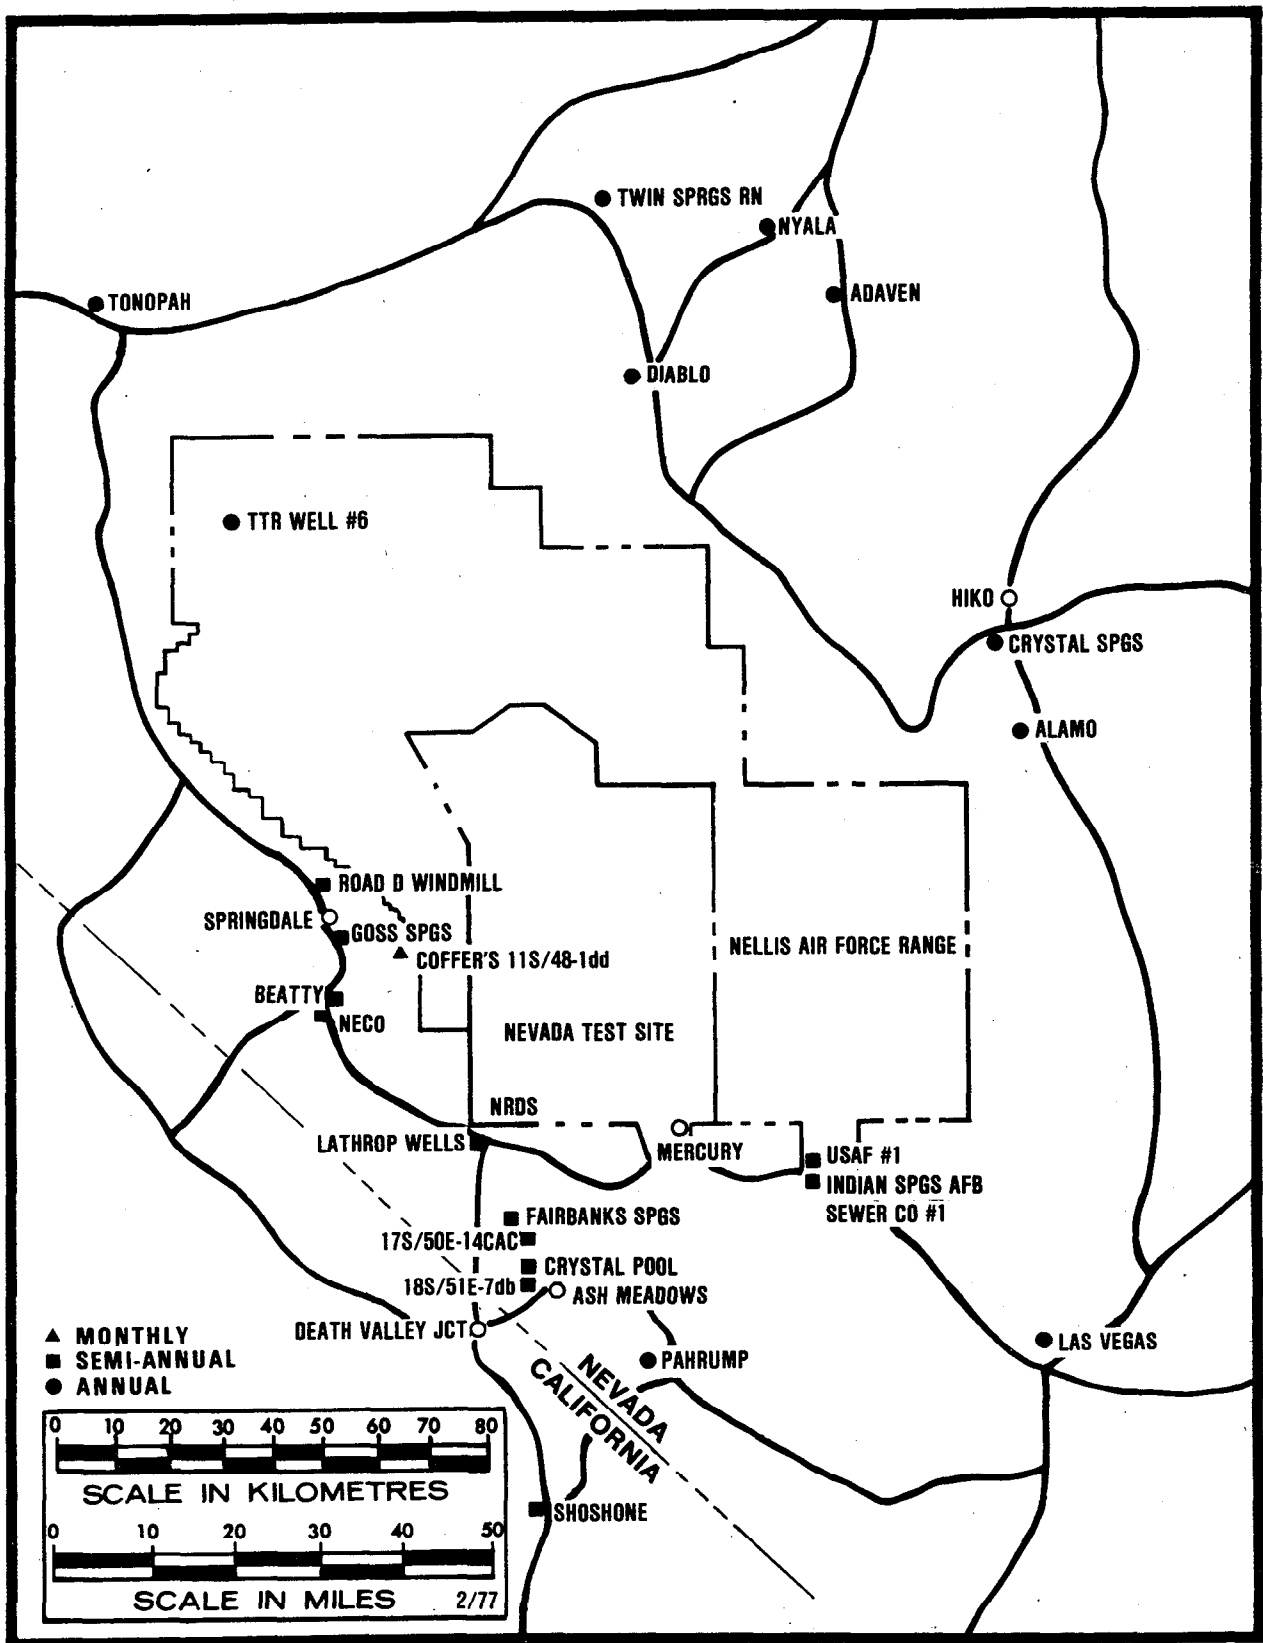 TWIN SPRGS RN
NYALA
TONOPAH
ADAVEN
DIABLO
TTR WELL #6
HIKO
CRYSTAL SPGS
ALAMO
ROAD D WINDMILL
SPRINGDALE
GOSS SPGS
COFFER'S 11S/48-1dd
NELLIS AIR FORCE RANGE
BEATTY
NECO
NEVADA TEST SITE
NRDS
LATHROP WELLS
MERCURY
USAF #1
INDIAN SPGS AFB
SEWER CO #1
FAIRBANKS SPGS
17S/50E-14CAC
CRYSTAL POOL
18S/51E-7db
ASH MEADOWS
DEATH VALLEY JCT
LAS VEGAS
PAHRUMP
NEVADA
CALIFORNIA
SHOSHONE
MONTHLY
SEMI-ANNUAL
ANNUAL
0 10 20 30 40 50 60 70 80
SCALE IN KILOMETRES
0 10 20 30 40 50
SCALE IN MILES 2/77